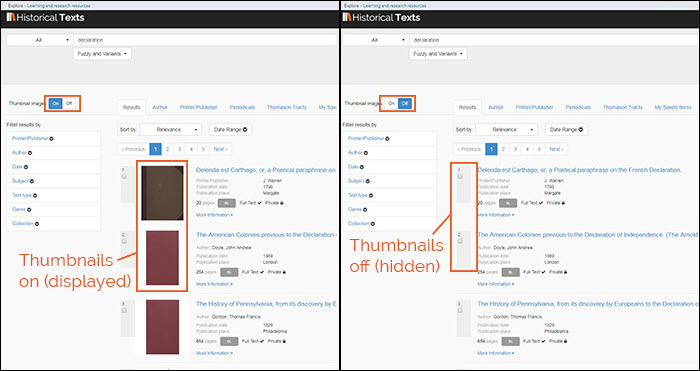 Explore » Learning and research resources
Historical Texts
All
declaration
Fuzzy and Variants
Thumbnail images
On
Off
Results
Author
Printer/Publisher
Periodicals
Thomason Tracts
My Saved Items
Filter results by
Printer/Publisher
Author
Date
Subject
Text type
Genre
Collection
Sort by:
Relevance
Date Range
‹ Previous
1
2
3
4
5
Next ›
1
Delenda est Carthago; or, a Poetical paraphrase on
Printer/Publisher
J. Warren
Publication date
1796
Publication place
Margate
20 pages
BL
Full Text
Private
More Information
2
The American Colonies previous to the Declaration
Author: Doyle, John Andrew
Publication date
1869
Publication place
London
254 pages
BL
Full Text
Private
More Information
3
The History of Pennsylvania, from its discovery by E
Author: Gordon, Thomas Francis.
Publication date
1829
Publication place
Philadelphia
654 pages
BL
Full Text
Private
More Information
Thumbnails
on (displayed)
Explore » Learning and research resources
Historical Texts
All
declaration
Fuzzy and Variants
Thumbnail images
On
Off
Results
Author
Printer/Publisher
Periodicals
Thomason Tracts
My Saved Items
Filter results by
Printer/Publisher
Author
Date
Subject
Text type
Genre
Collection
Sort by:
Relevance
Date Range
‹ Previous
1
2
3
4
5
Next ›
1
Delenda est Carthago; or, a Poetical paraphrase on the French Declaration.
Printer/Publisher
J. Warren
Publication date
1796
Publication place
Margate
20 pages
BL
Full Text
Private
More Information
2
The American Colonies previous to the Declaration of Independence. (The Arnold
Author: Doyle, John Andrew
Publication date
1869
Publication place
London
254 pages
BL
Full Text
Private
More Information
3
The History of Pennsylvania, from its discovery by Europeans to the Declaration o
Author: Gordon, Thomas Francis.
Publication date
1829
Publication place
Philadelphia
654 pages
BL
Full Text
Private
More Information
Thumbnails
off (hidden)